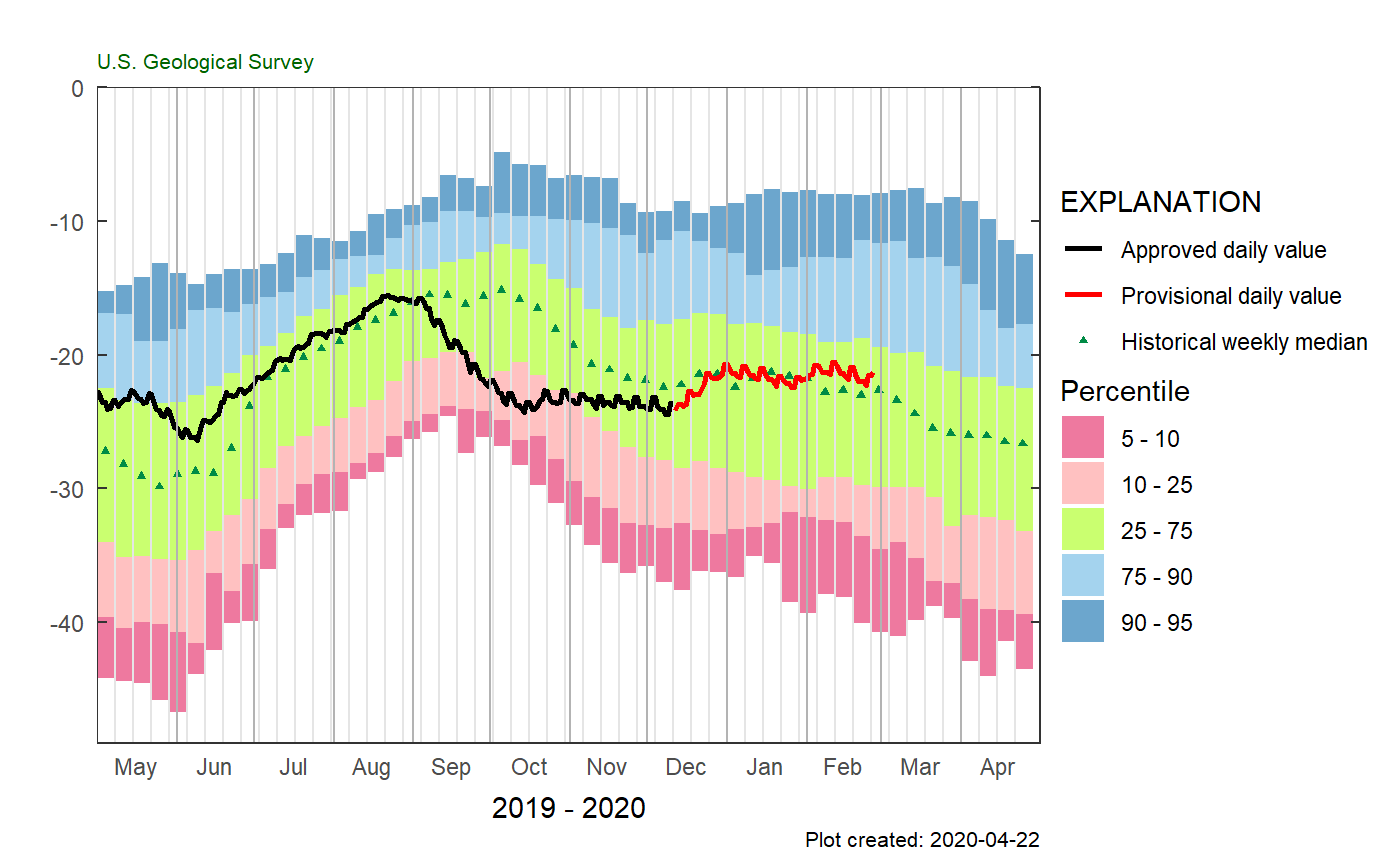 U.S. Geological Survey
0
-10
-20
-30
-40
May Jun Jul Aug Sep Oct Nov Dec Jan Feb Mar Apr
2019 - 2020
Plot created: 2020-04-22
EXPLANATION
Approved daily value
Provisional daily value
Historical weekly median
Percentile
5 - 10
10 - 25
25 - 75
75 - 90
90 - 95